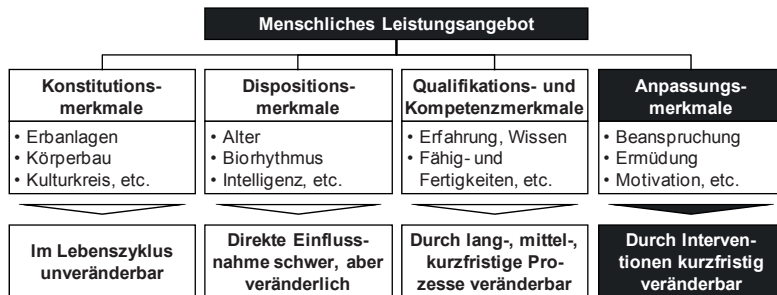 Menschliches Leistungsangebot
Konstitutions-
merkmale
• Erbanlagen
• Körperbau
• Kulturkreis, etc.
Im Lebenszyklus
unveränderbar
Dispositions-
merkmale
• Alter
• Biorhythmus
• Intelligenz, etc.
Direkte Einfluss-
nahme schwer, aber
veränderlich
Qualifikations- und
Kompetenzmerkmale
• Erfahrung, Wissen
• Fähig- und
Fertigkeiten, etc.
Durch lang-, mittel-,
kurzfristige Pro-
zesse veränderbar
Anpassungs-
merkmale
• Beanspruchung
• Ermüdung
• Motivation, etc.
Durch Interven-
tionen kurzfristig
veränderbar